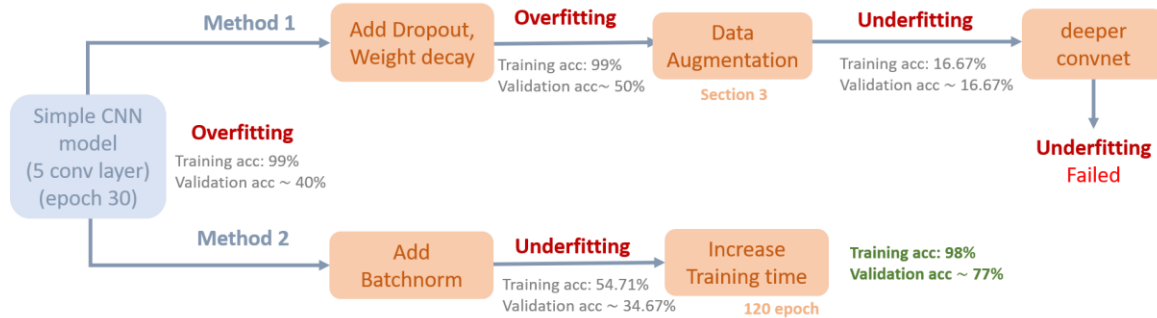 Method 1
Add Dropout,
Weight decay
Overfitting
Training acc: 99%
Validation acc~ 50%
Data
Augmentation
Section 3
Underfitting
Training acc: 16.67%
Validation acc ~ 16.67%
deeper
convnet
Underfitting
Failed
Simple CNN
model
(5 conv layer)
(epoch 30)
Overfitting
Training acc: 99%
Validation acc ~ 40%
Method 2
Add
Batchnorm
Underfitting
Training acc: 54.71%
Validation acc ~ 34.67%
Increase
Training time
120 epoch
Training acc: 98%
Validation acc ~ 77%